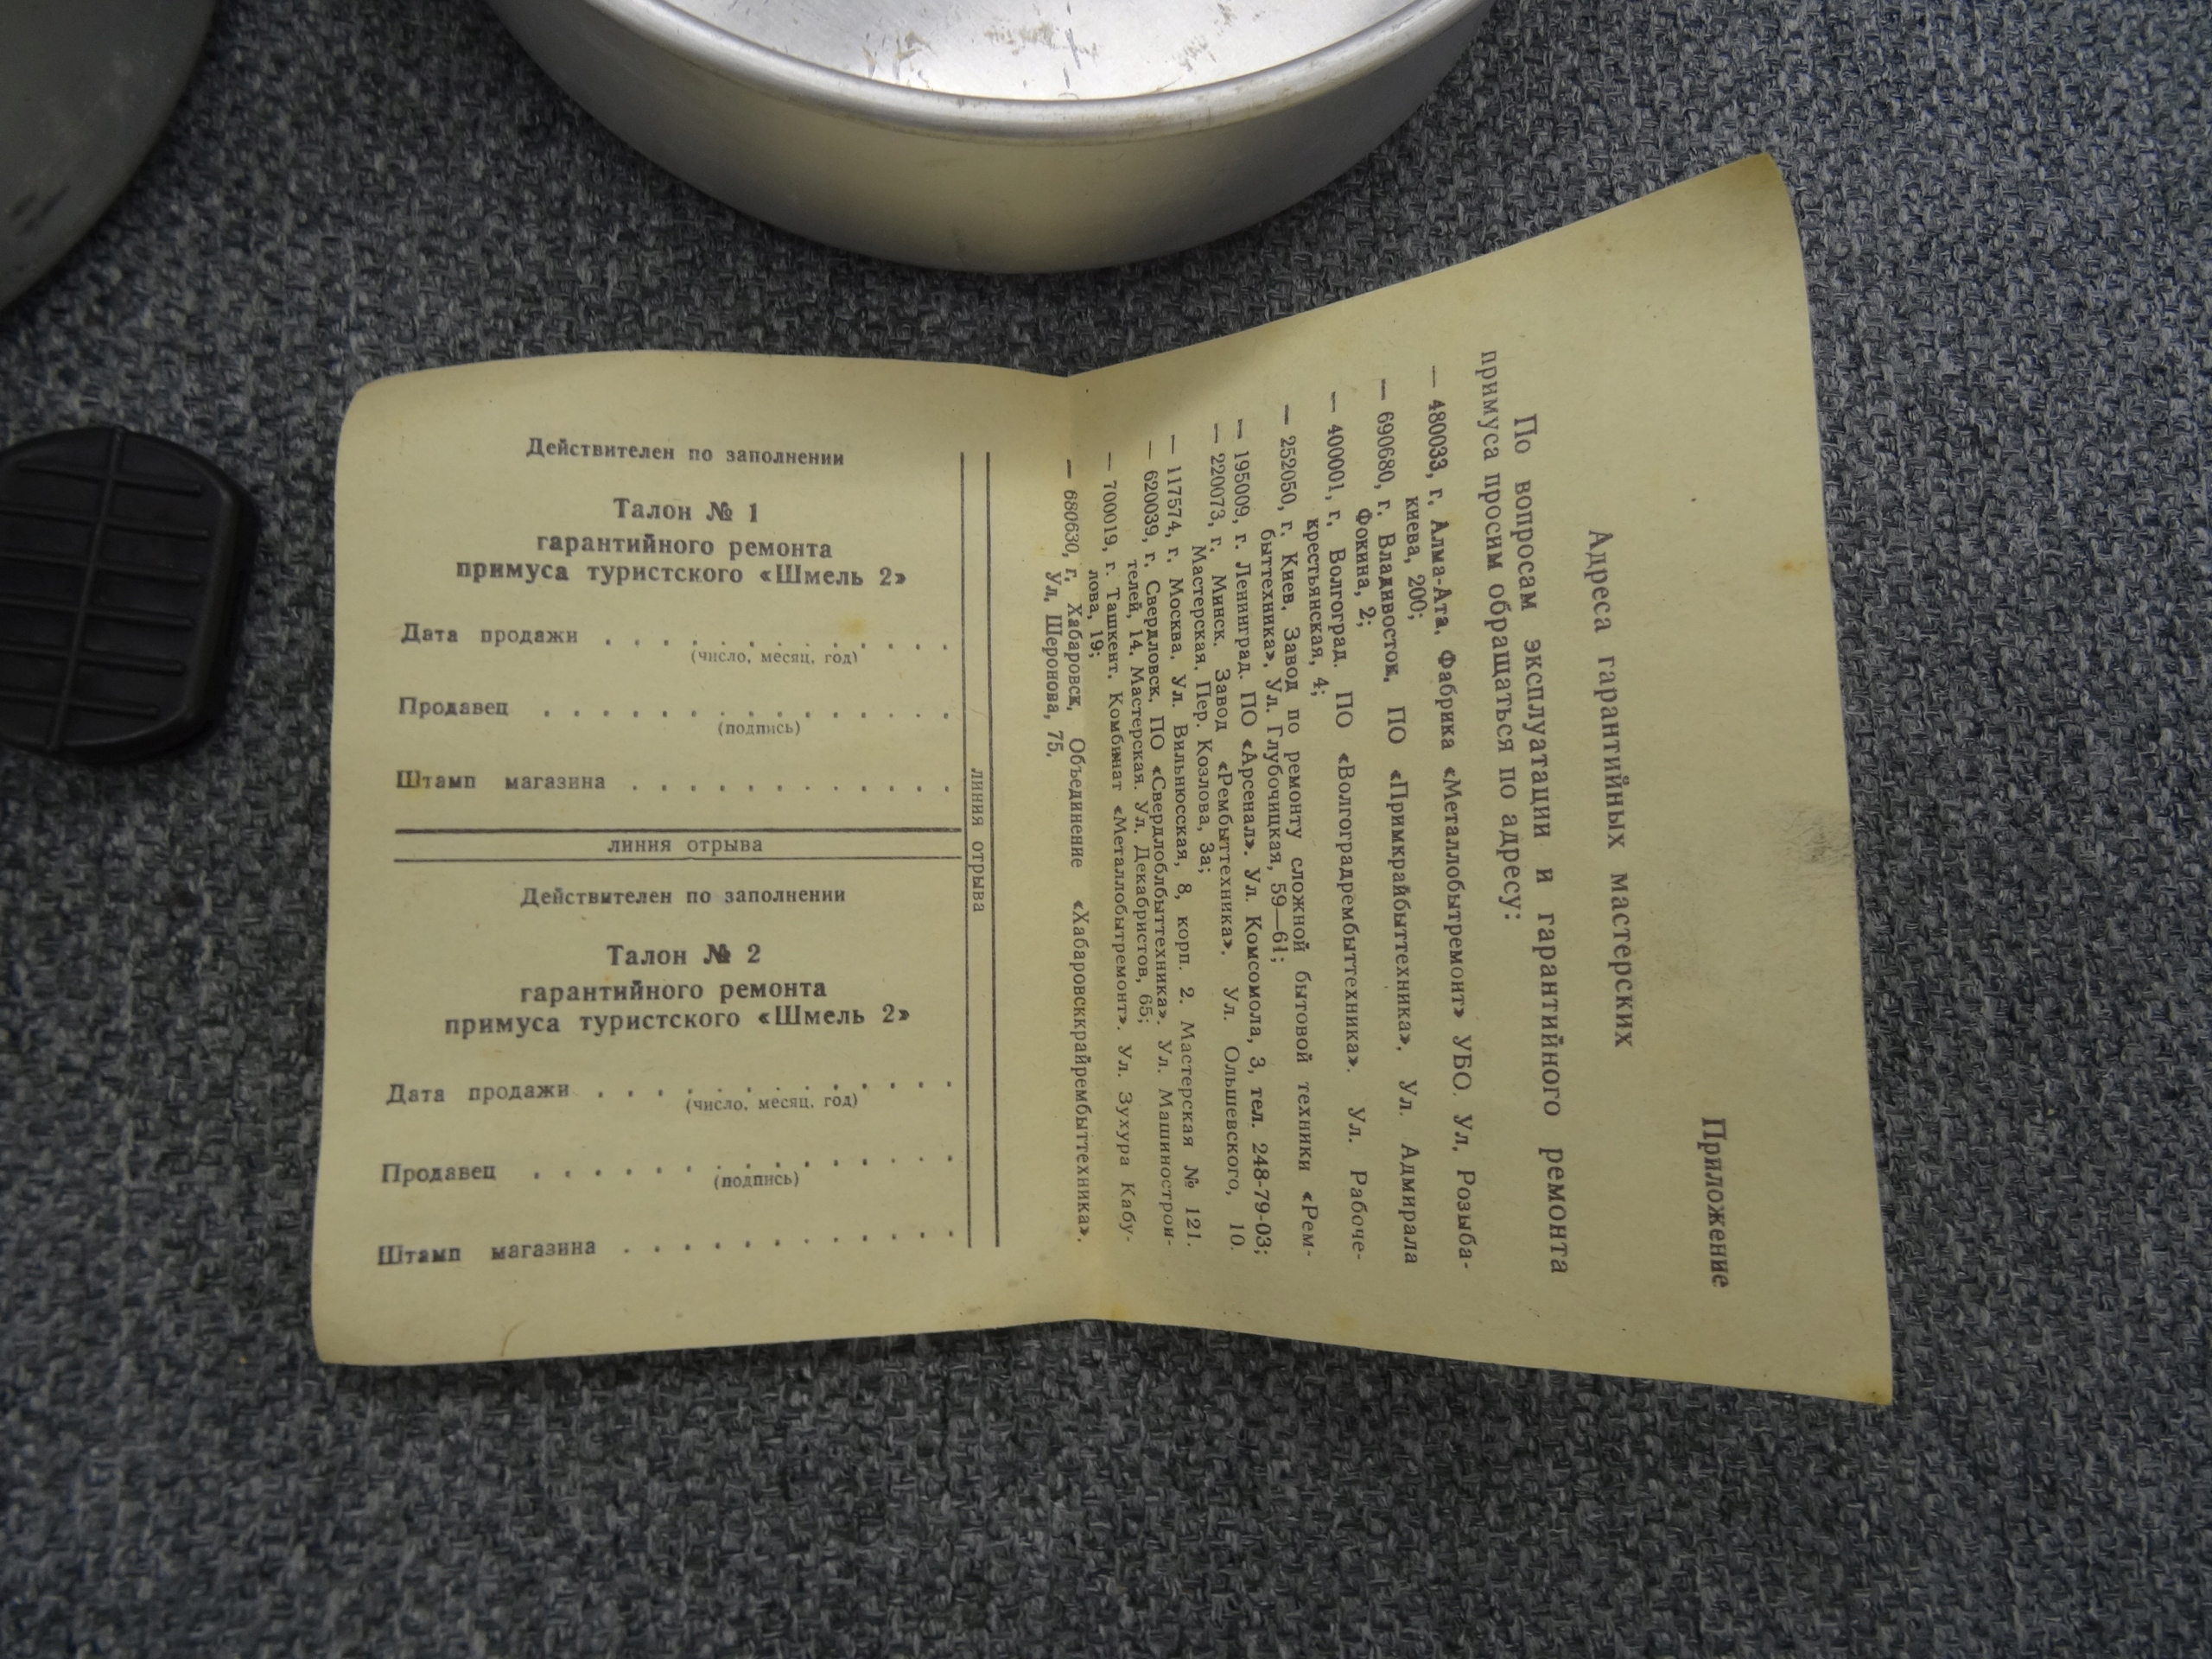 Действителен по заполнении
Талон № 1
гарантийного ремонта
примуса туристского «Шмель 2»
Дата продажи . . . . . . . . . . . .
(число, месяц, год)
Продавец . . . . . . . . . . . . . .
(подпись)
Штамп магазина . . . . . . . . . . . .
линия отрыва
Действителен по заполнении
Талон № 2
гарантийного ремонта
примуса туристского «Шмель 2»
Дата продажи . . . . . . . . . . . .
(число, месяц, год)
Продавец . . . . . . . . . . . . . .
(подпись)
Штамп магазина . . . . . . . . . . . .
линия отрыва
Приложение
Адреса гарантийных мастерских
По вопросам эксплуатации и гарантийного ремонта
примуса просим обращаться по адресу:
— 480033, г. Алма-Ата. Фабрика «Металлобытремонт» УБО. Ул. Розыба-
киева, 200;
— 690680, г. Владивосток. ПО «Примкрайбыттехника». Ул. Адмирала
Фокина, 2;
— 400001, г. Волгоград. ПО «Волгоградрембыттехника». Ул. Рабоче-
крестьянская, 4;
— 252050, г. Киев. Завод по ремонту сложной бытовой техники «Рем-
быттехника». Ул. Глубочицкая, 59—61;
— 195009, г. Ленинград. ПО «Арсенал». Ул. Комсомола, 3, тел. 248-79-03;
— 220073, г. Минск. Завод «Рембыттехника». Ул. Ольшевского, 10.
Мастерская. Пер. Козлова, 3а;
— 117574, г. Москва. Ул. Вильнюсская, 8, корп. 2. Мастерская № 121.
— 620039, г. Свердловск. ПО «Свердлоблбыттехника». Ул. Машинострои-
телей, 14. Мастерская. Ул. Декабристов, 65;
— 700019, г. Ташкент. Комбинат «Металлобытремонт». Ул. Зухура Кабу-
лова, 19;
— 680630, г. Хабаровск. Объединение «Хабаровсккрайрембыттехника».
Ул. Шеронова, 75.